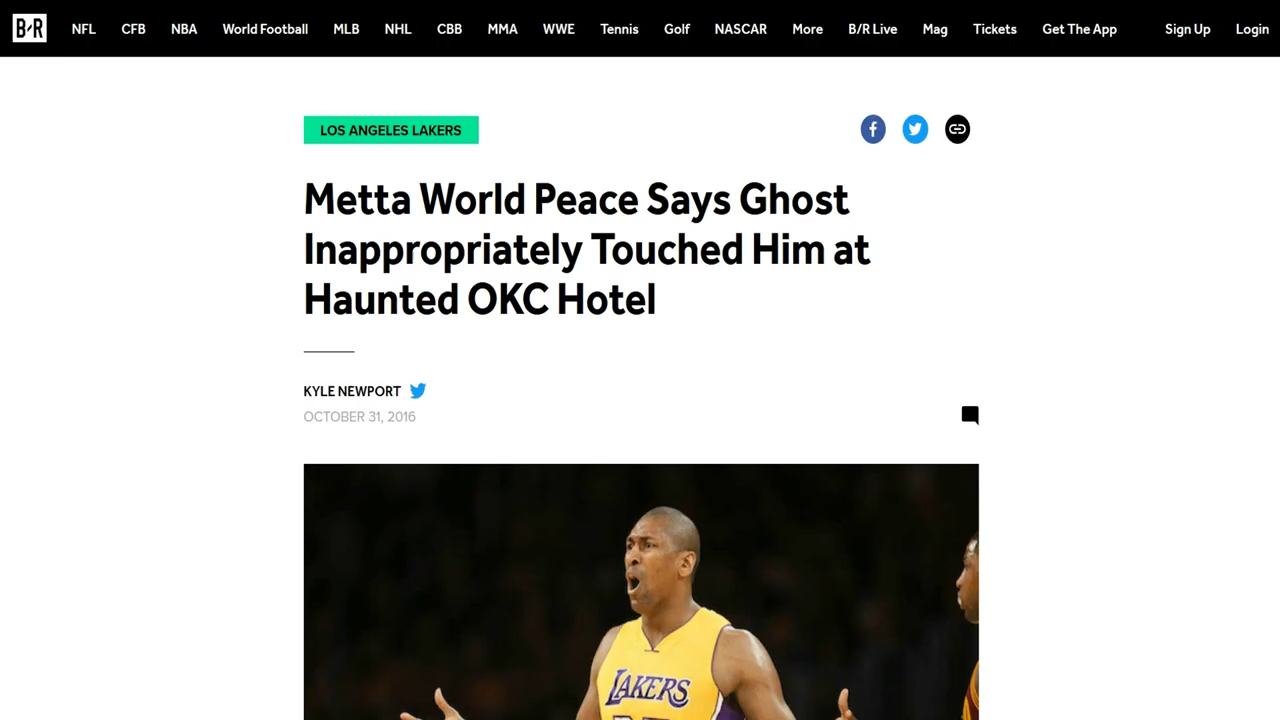 B/R NFL CFB NBA World Football MLB NHL CBB MMA WWE Tennis Golf NASCAR More B/R Live Mag Tickets Get The App Sign Up Login
LOS ANGELES LAKERS
Metta World Peace Says Ghost
Inappropriately Touched Him at
Haunted OKC Hotel
KYLE NEWPORT
OCTOBER 31, 2016
LAKERS